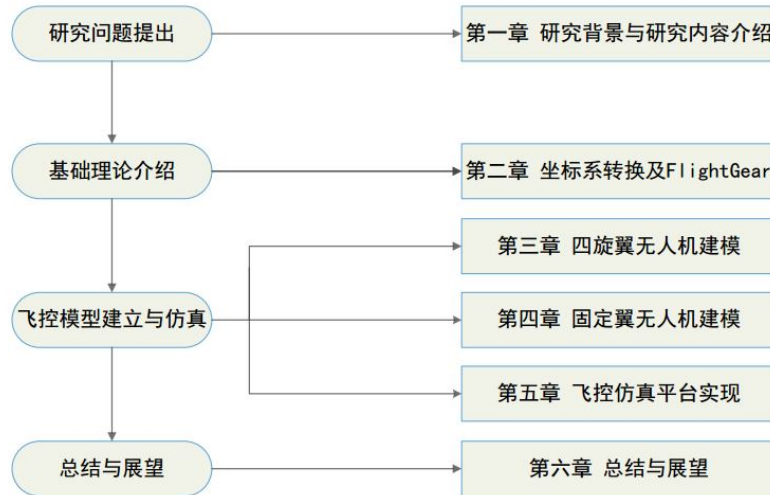 研究问题提出
第一章 研究背景与研究内容介绍
基础理论介绍
第二章 坐标系转换及FlightGear
飞控模型建立与仿真
第三章 四旋翼无人机建模
第四章 固定翼无人机建模
第五章 飞控仿真平台实现
总结与展望
第六章 总结与展望